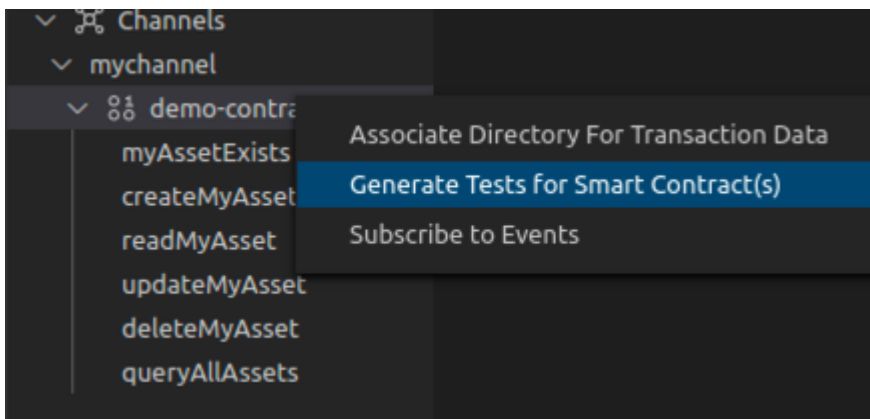 Channels
mychannel
demo-contra
Associate Directory For Transaction Data
myAssetExists
Generate Tests for Smart Contract(s)
createMyAsset
Subscribe to Events
readMyAsset
updateMyAsset
deleteMyAsset
queryAllAssets